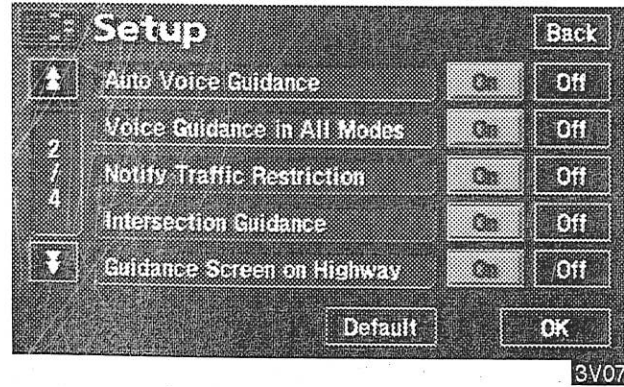 Setup Back
Auto Voice Guidance On Off
Voice Guidance in All Modes On Off
2/4
Notify Traffic Restriction On Off
Intersection Guidance On Off
Guidance Screen on Highway On Off
Default OK
3V07